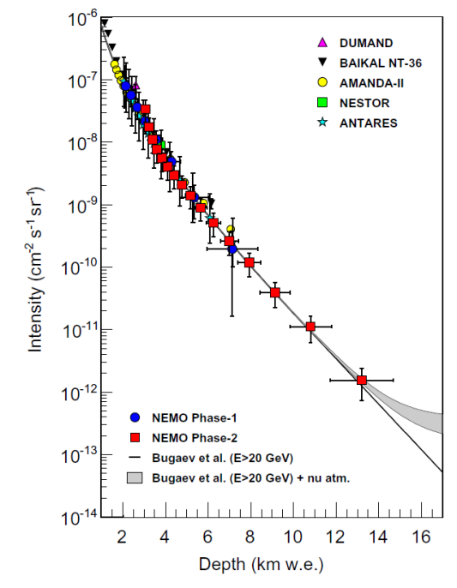 10⁻⁶
10⁻⁷
10⁻⁸
10⁻⁹
10⁻¹⁰
10⁻¹¹
10⁻¹²
10⁻¹³
10⁻¹⁴
Intensity (cm⁻² s⁻¹ sr⁻¹)
DUMAND
BAIKAL NT-36
AMANDA-II
NESTOR
ANTARES
NEMO Phase-1
NEMO Phase-2
Bugaev et al. (E>20 GeV)
Bugaev et al. (E>20 GeV) + nu atm.
2 4 6 8 10 12 14 16
Depth (km w.e.)